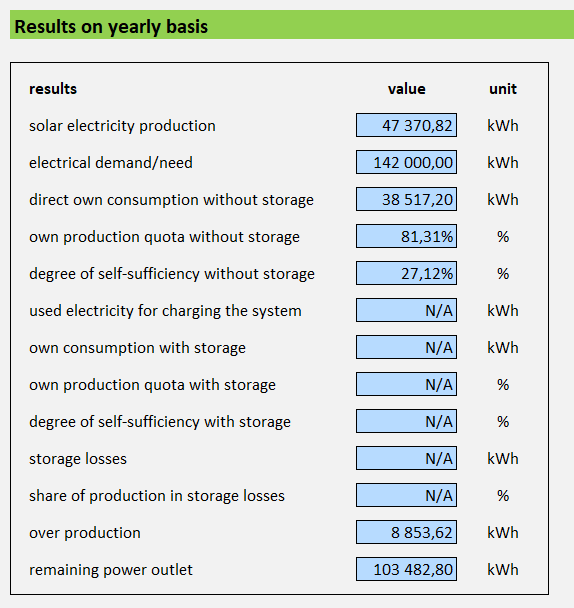 Results on yearly basis
results value unit
solar electricity production 47 370,82 kWh
electrical demand/need 142 000,00 kWh
direct own consumption without storage 38 517,20 kWh
own production quota without storage 81,31% %
degree of self-sufficiency without storage 27,12% %
used electricity for charging the system N/A kWh
own consumption with storage N/A kWh
own production quota with storage N/A %
degree of self-sufficiency with storage N/A %
storage losses N/A kWh
share of production in storage losses N/A %
over production 8 853,62 kWh
remaining power outlet 103 482,80 kWh